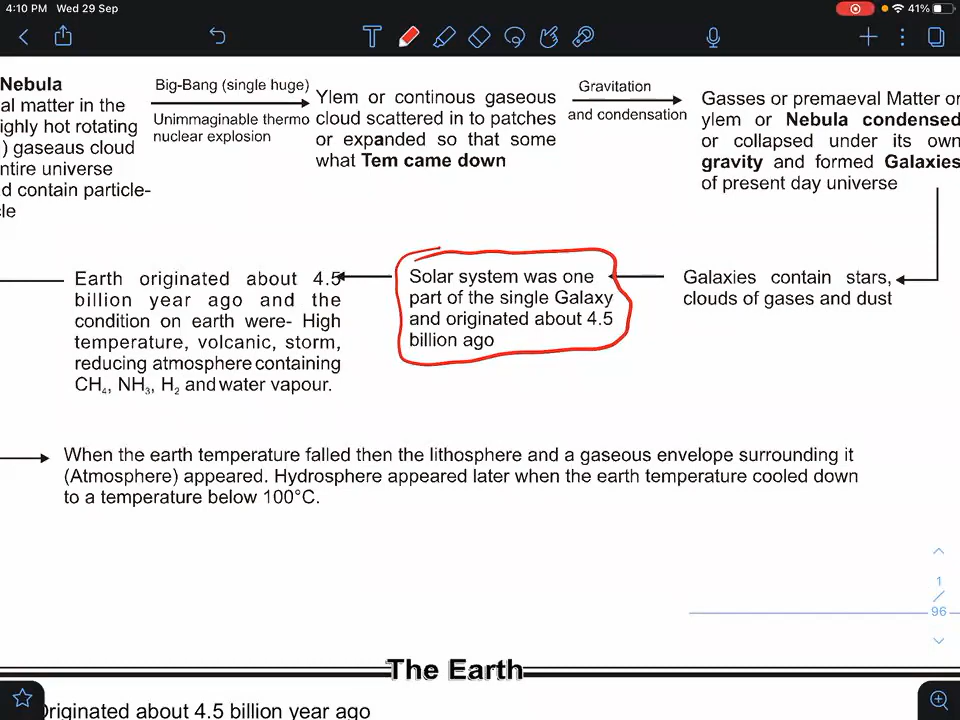 4:10 PM Wed 29 Sep
41%
Nebula
al matter in the
ighly hot rotating
) gaseaus cloud
ntire universe
d contain particle-
cle
Big-Bang (single huge)
Unimmaginable thermo
nuclear explosion
Ylem or continous gaseous
cloud scattered in to patches
or expanded so that some
what Tem came down
Gravitation
and condensation
Gasses or premaeval Matter or
ylem or Nebula condensed
or collapsed under its own
gravity and formed Galaxies
of present day universe
Earth originated about 4.5
billion year ago and the
condition on earth were- High
temperature, volcanic, storm,
reducing atmosphere containing
CH₄, NH₃, H₂ and water vapour.
Solar system was one
part of the single Galaxy
and originated about 4.5
billion ago
Galaxies contain stars,
clouds of gases and dust
When the earth temperature falled then the lithosphere and a gaseous envelope surrounding it
(Atmosphere) appeared. Hydrosphere appeared later when the earth temperature cooled down
to a temperature below 100°C.
1
/
96
The Earth
Originated about 4.5 billion year ago